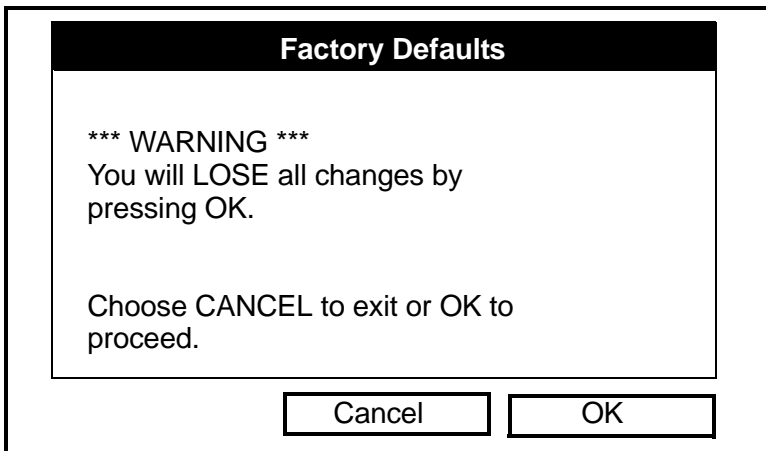 Factory Defaults
*** WARNING ***
You will LOSE all changes by
pressing OK.
Choose CANCEL to exit or OK to
proceed.
Cancel
OK